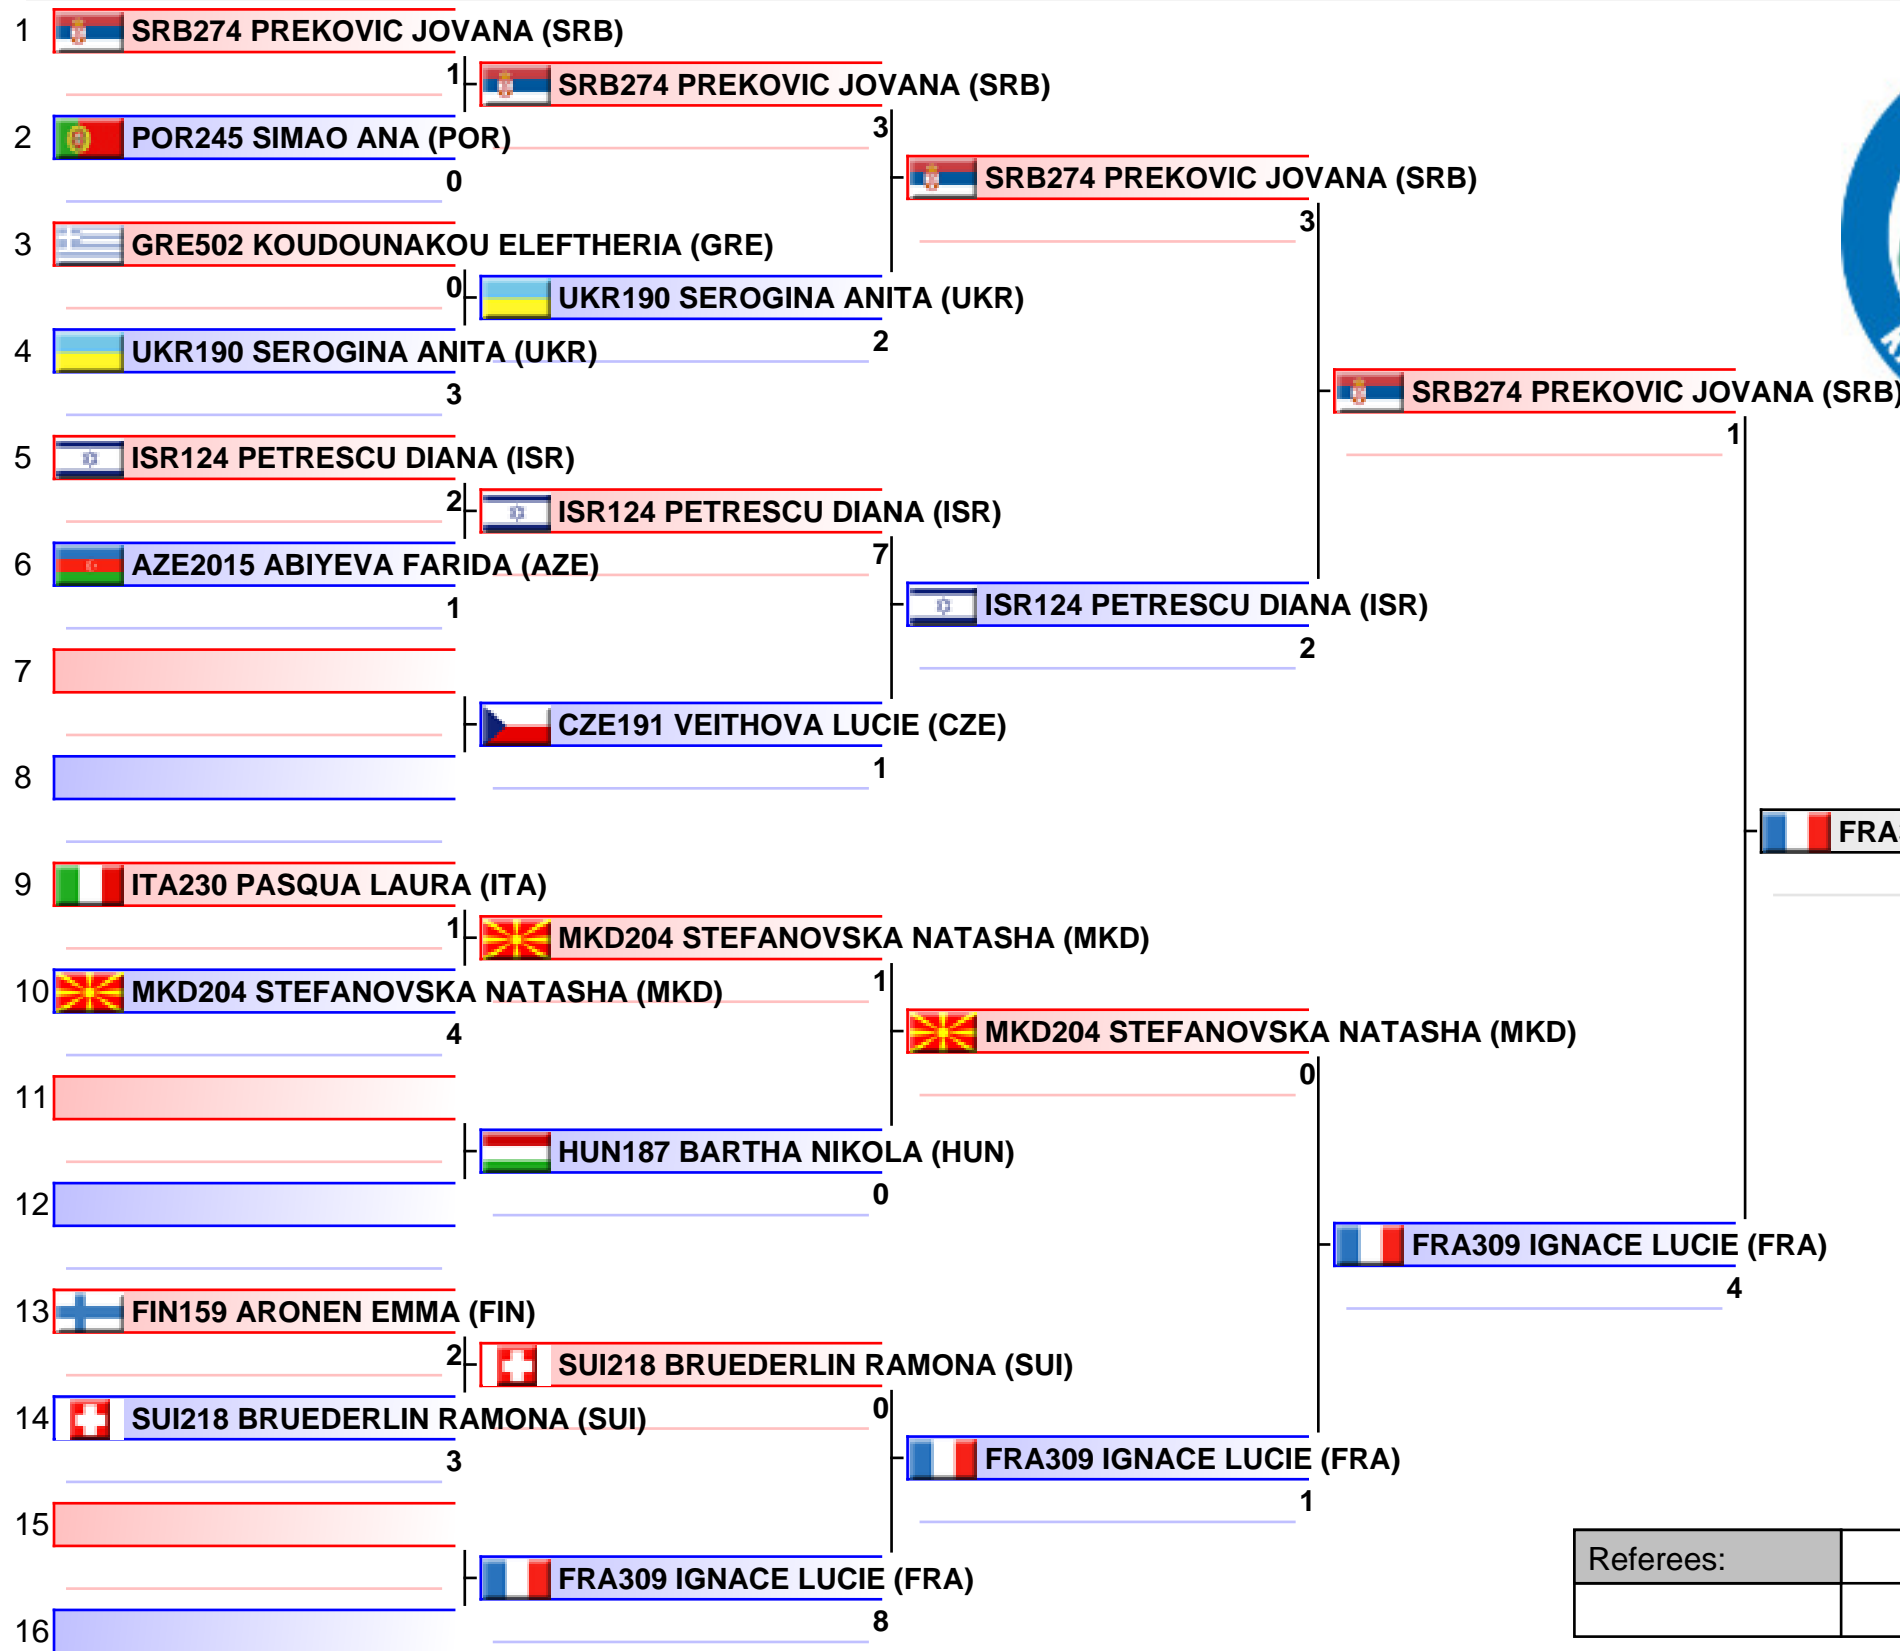 1 SRB274 PREKOVIC JOVANA (SRB)
1 SRB274 PREKOVIC JOVANA (SRB)
2 POR245 SIMAO ANA (POR)
3
0
SRB274 PREKOVIC JOVANA (SRB)
3
3 GRE502 KOUDOUNAKOU ELEFTHERIA (GRE)
0 UKR190 SEROGINA ANITA (UKR)
4 UKR190 SEROGINA ANITA (UKR)
2
3
SRB274 PREKOVIC JOVANA (SRB)
1
5 ISR124 PETRESCU DIANA (ISR)
2 ISR124 PETRESCU DIANA (ISR)
6 AZE2015 ABIYEVA FARIDA (AZE)
7
1
ISR124 PETRESCU DIANA (ISR)
2
7
CZE191 VEITHOVA LUCIE (CZE)
8
1
FRA
9 ITA230 PASQUA LAURA (ITA)
1 MKD204 STEFANOVSKA NATASHA (MKD)
10 MKD204 STEFANOVSKA NATASHA (MKD)
1
4
MKD204 STEFANOVSKA NATASHA (MKD)
0
11
HUN187 BARTHA NIKOLA (HUN)
12
0
FRA309 IGNACE LUCIE (FRA)
4
13 FIN159 ARONEN EMMA (FIN)
2 SUI218 BRUEDERLIN RAMONA (SUI)
14 SUI218 BRUEDERLIN RAMONA (SUI)
0
3
FRA309 IGNACE LUCIE (FRA)
1
15
FRA309 IGNACE LUCIE (FRA)
16
8
Referees: